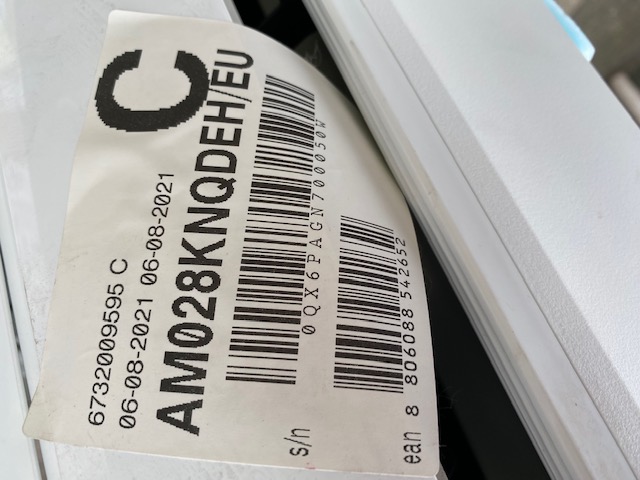 C
6732009595 C
06-08-2021 06-08-2021
AM028KNQDEH/EU
s/n
0QX6PAGN700050W
ean 8 806088 542652